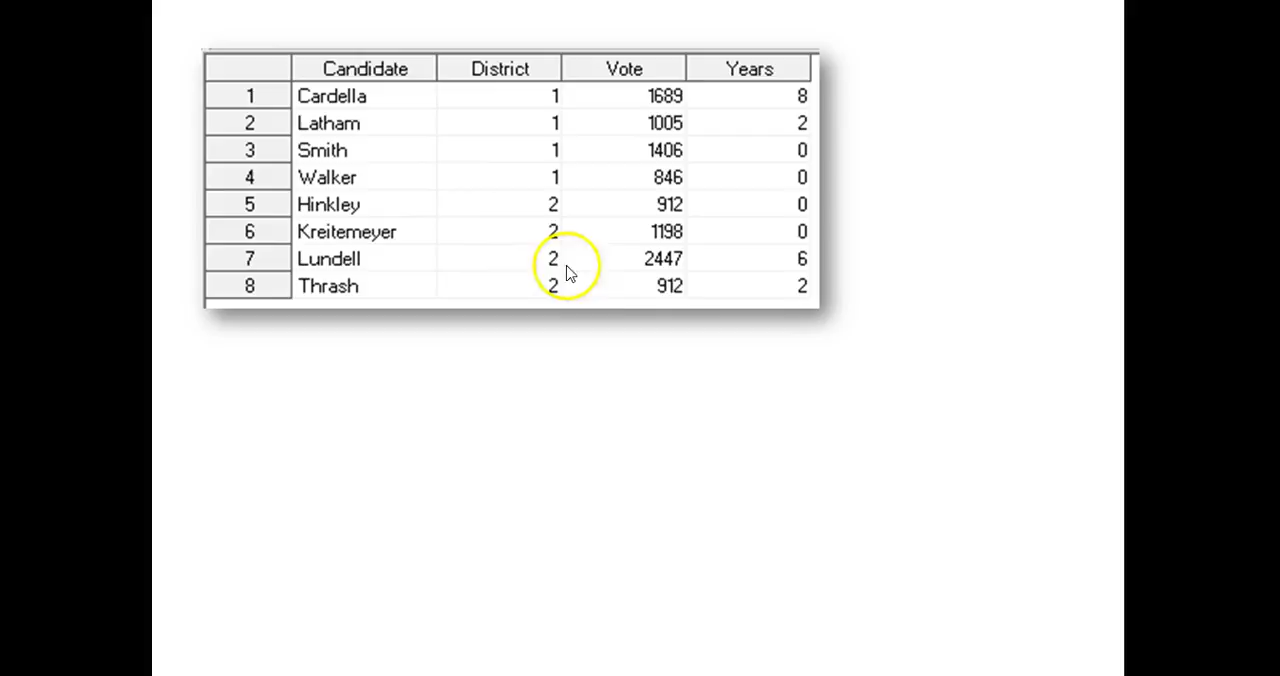 Candidate District Vote Years
1 Cardella 1 1689 8
2 Latham 1 1005 2
3 Smith 1 1406 0
4 Walker 1 846 0
5 Hinkley 2 912 0
6 Kreitemeyer 2 1198 0
7 Lundell 2 2447 6
8 Thrash 2 912 2